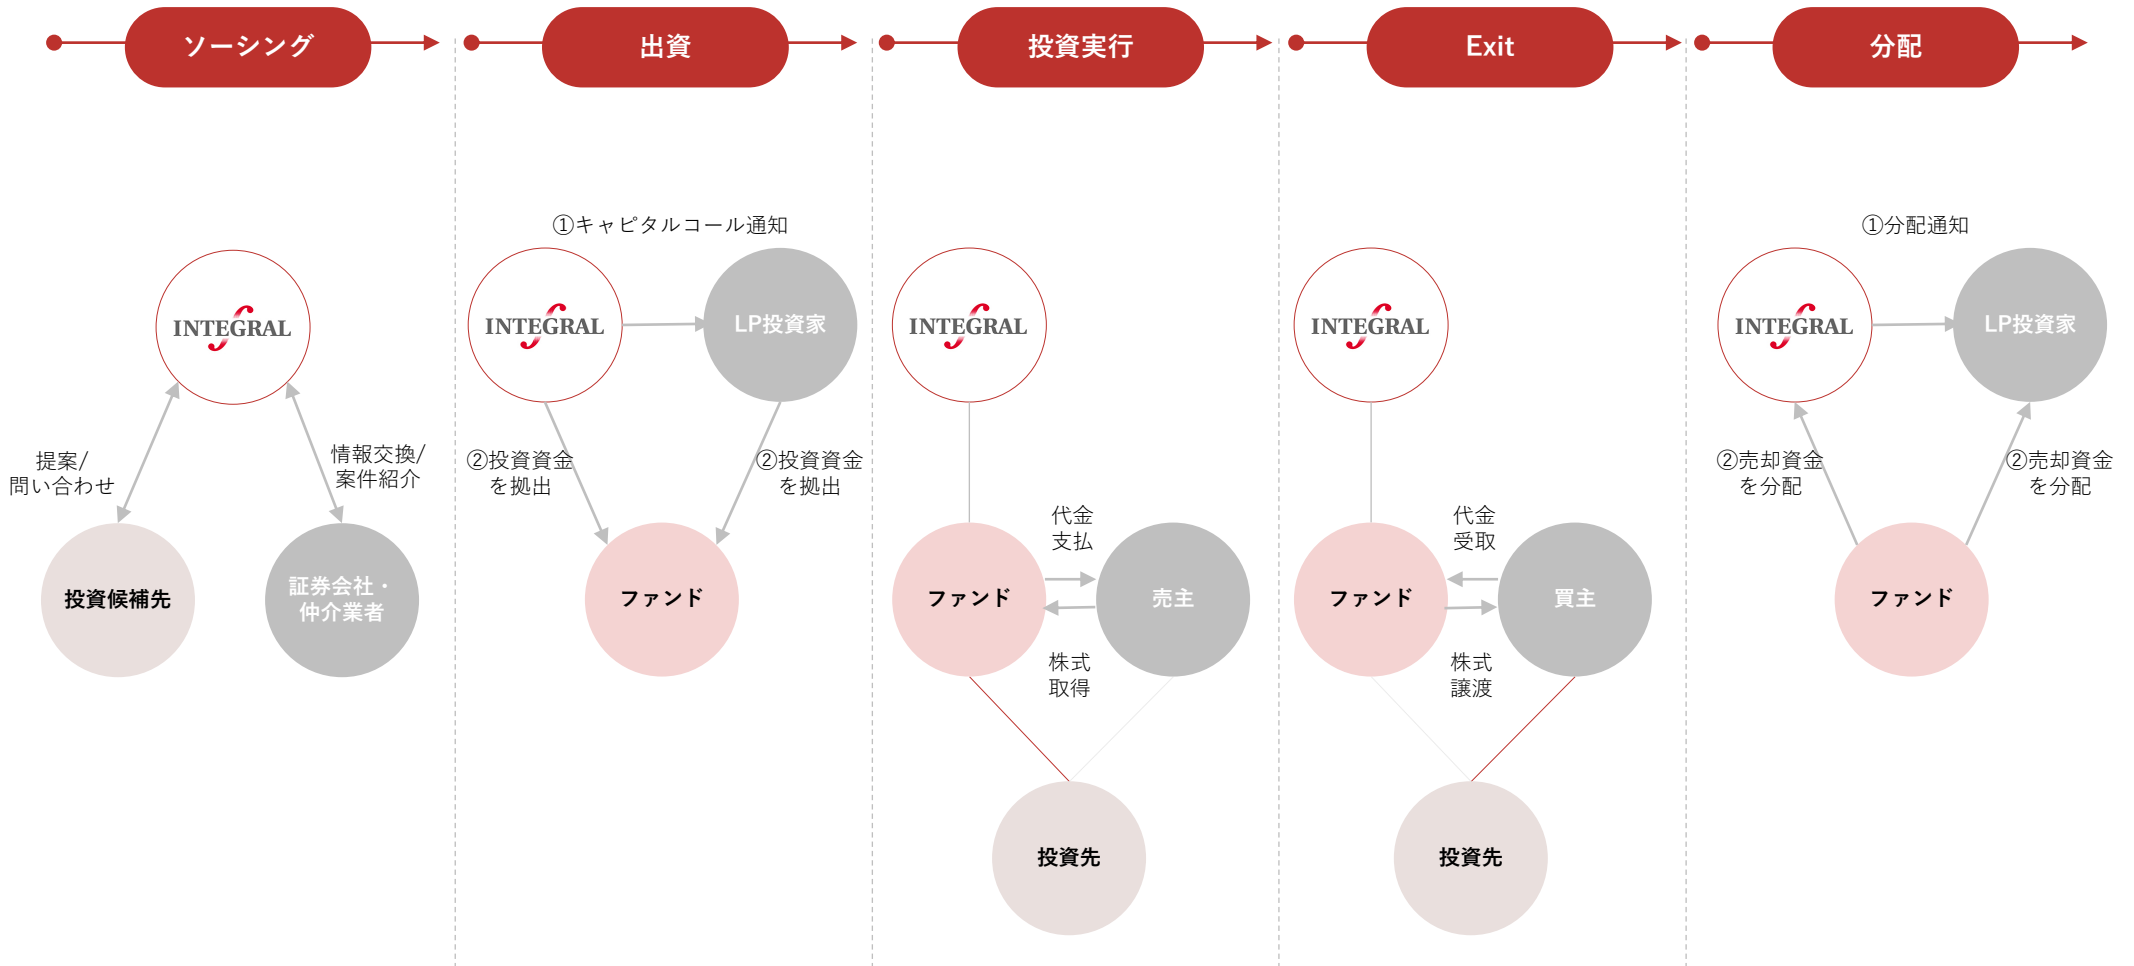 ソーシング
出資
投資実行
Exit
分配
INTEGRAL
提案/
問い合わせ
情報交換/
案件紹介
投資候補先
証券会社・
仲介業者
①キャピタルコール通知
INTEGRAL
LP投資家
②投資資金
を拠出
②投資資金
を拠出
ファンド
INTEGRAL
代金
支払
ファンド
売主
株式
取得
投資先
INTEGRAL
代金
受取
ファンド
買主
株式
譲渡
投資先
①分配通知
INTEGRAL
LP投資家
②売却資金
を分配
②売却資金
を分配
ファンド